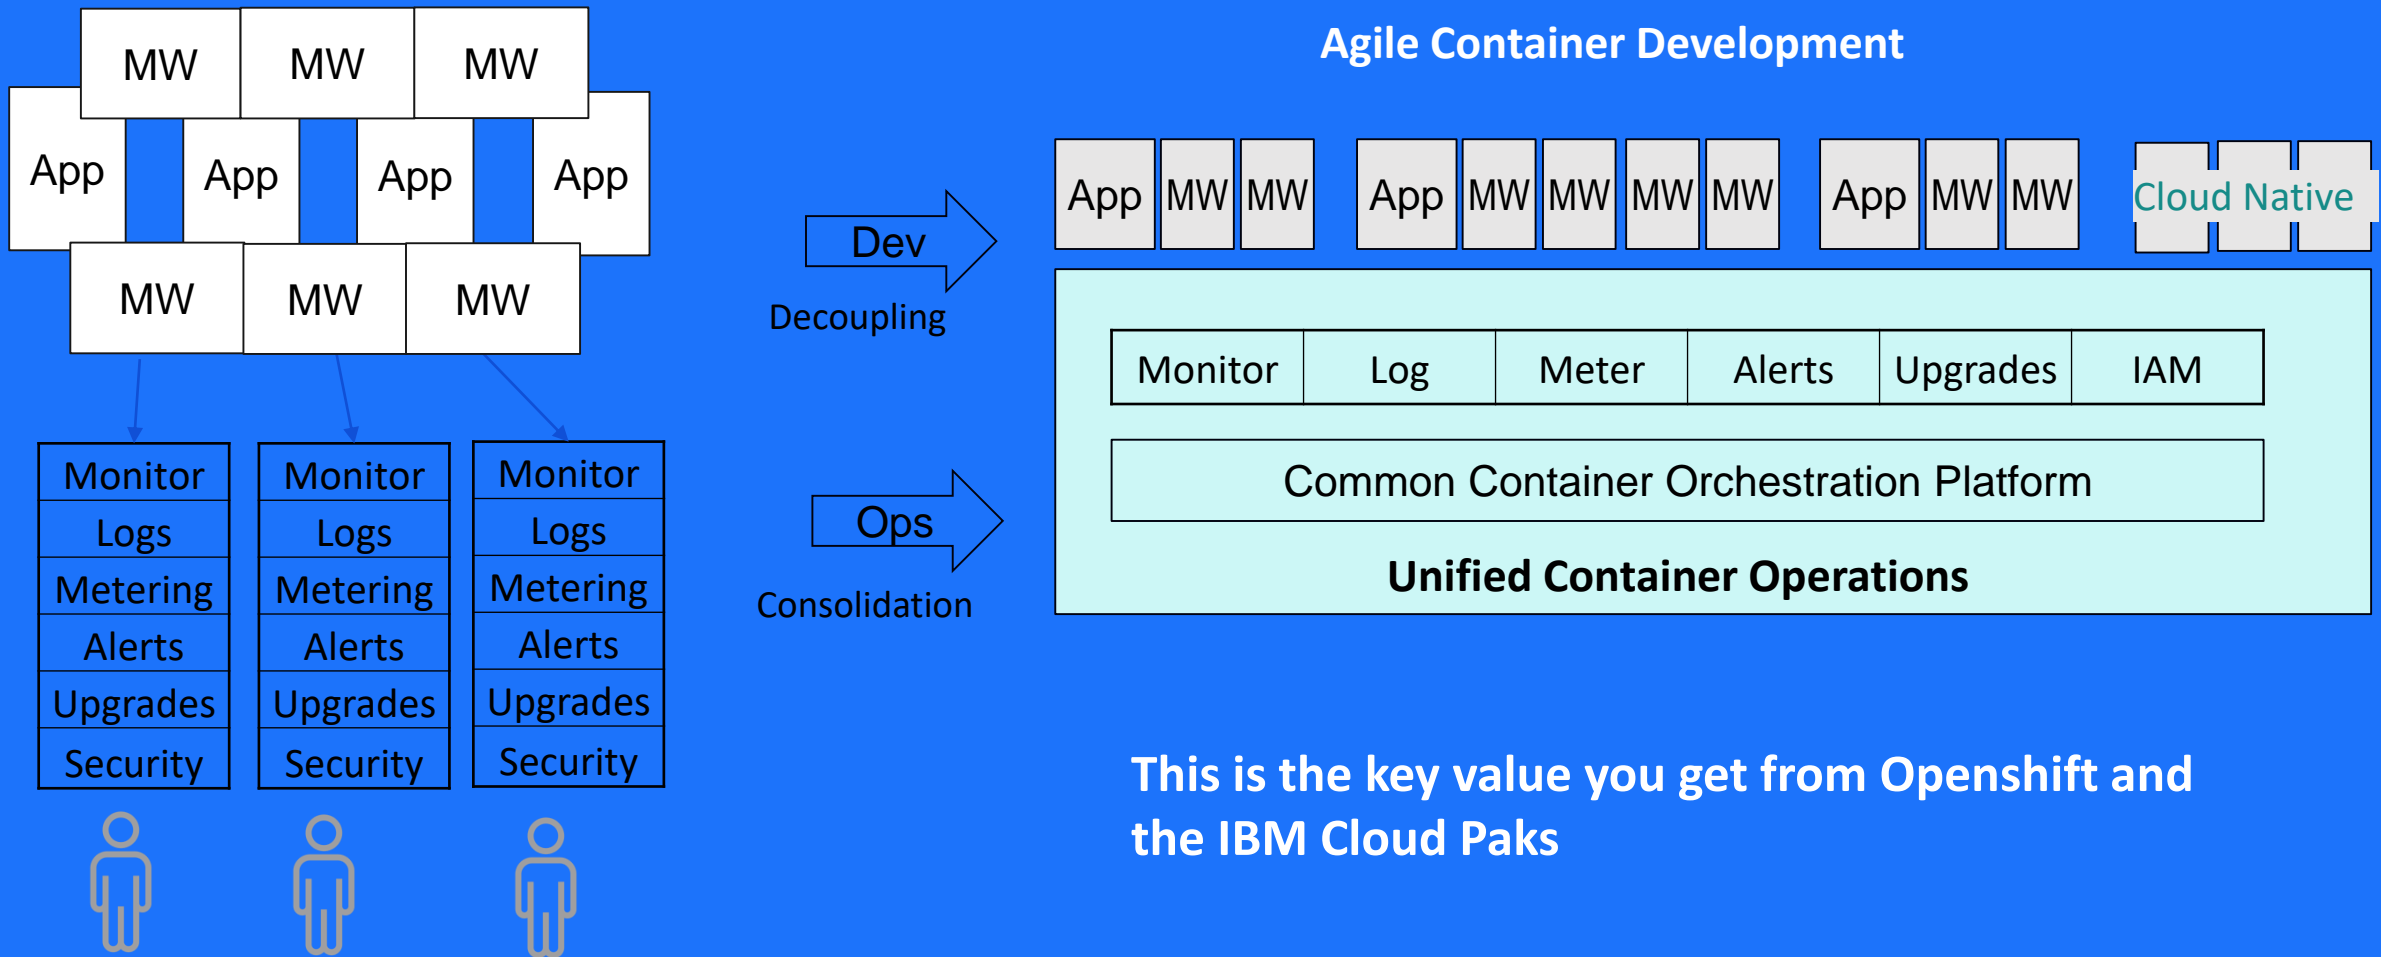 MW MW MW
App App App App
MW MW MW
Monitor
Logs
Metering
Alerts
Upgrades
Security
Monitor
Logs
Metering
Alerts
Upgrades
Security
Monitor
Logs
Metering
Alerts
Upgrades
Security
Dev
Decoupling
Ops
Consolidation
Agile Container Development
App MW MW App MW MW MW MW App MW MW Cloud Native
Monitor Log Meter Alerts Upgrades IAM
Common Container Orchestration Platform
Unified Container Operations
This is the key value you get from Openshift and
the IBM Cloud Paks